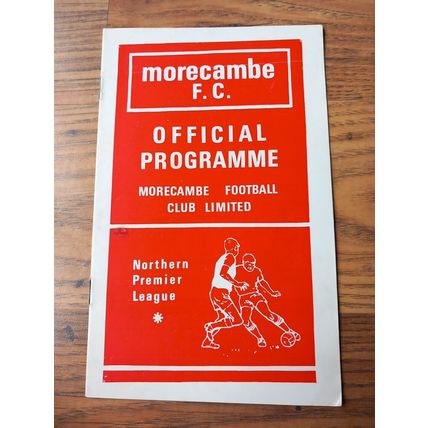 morecambe
F.C.
OFFICIAL
PROGRAMME
MORECAMBE FOOTBALL
CLUB LIMITED
Northern
Premier
League
*